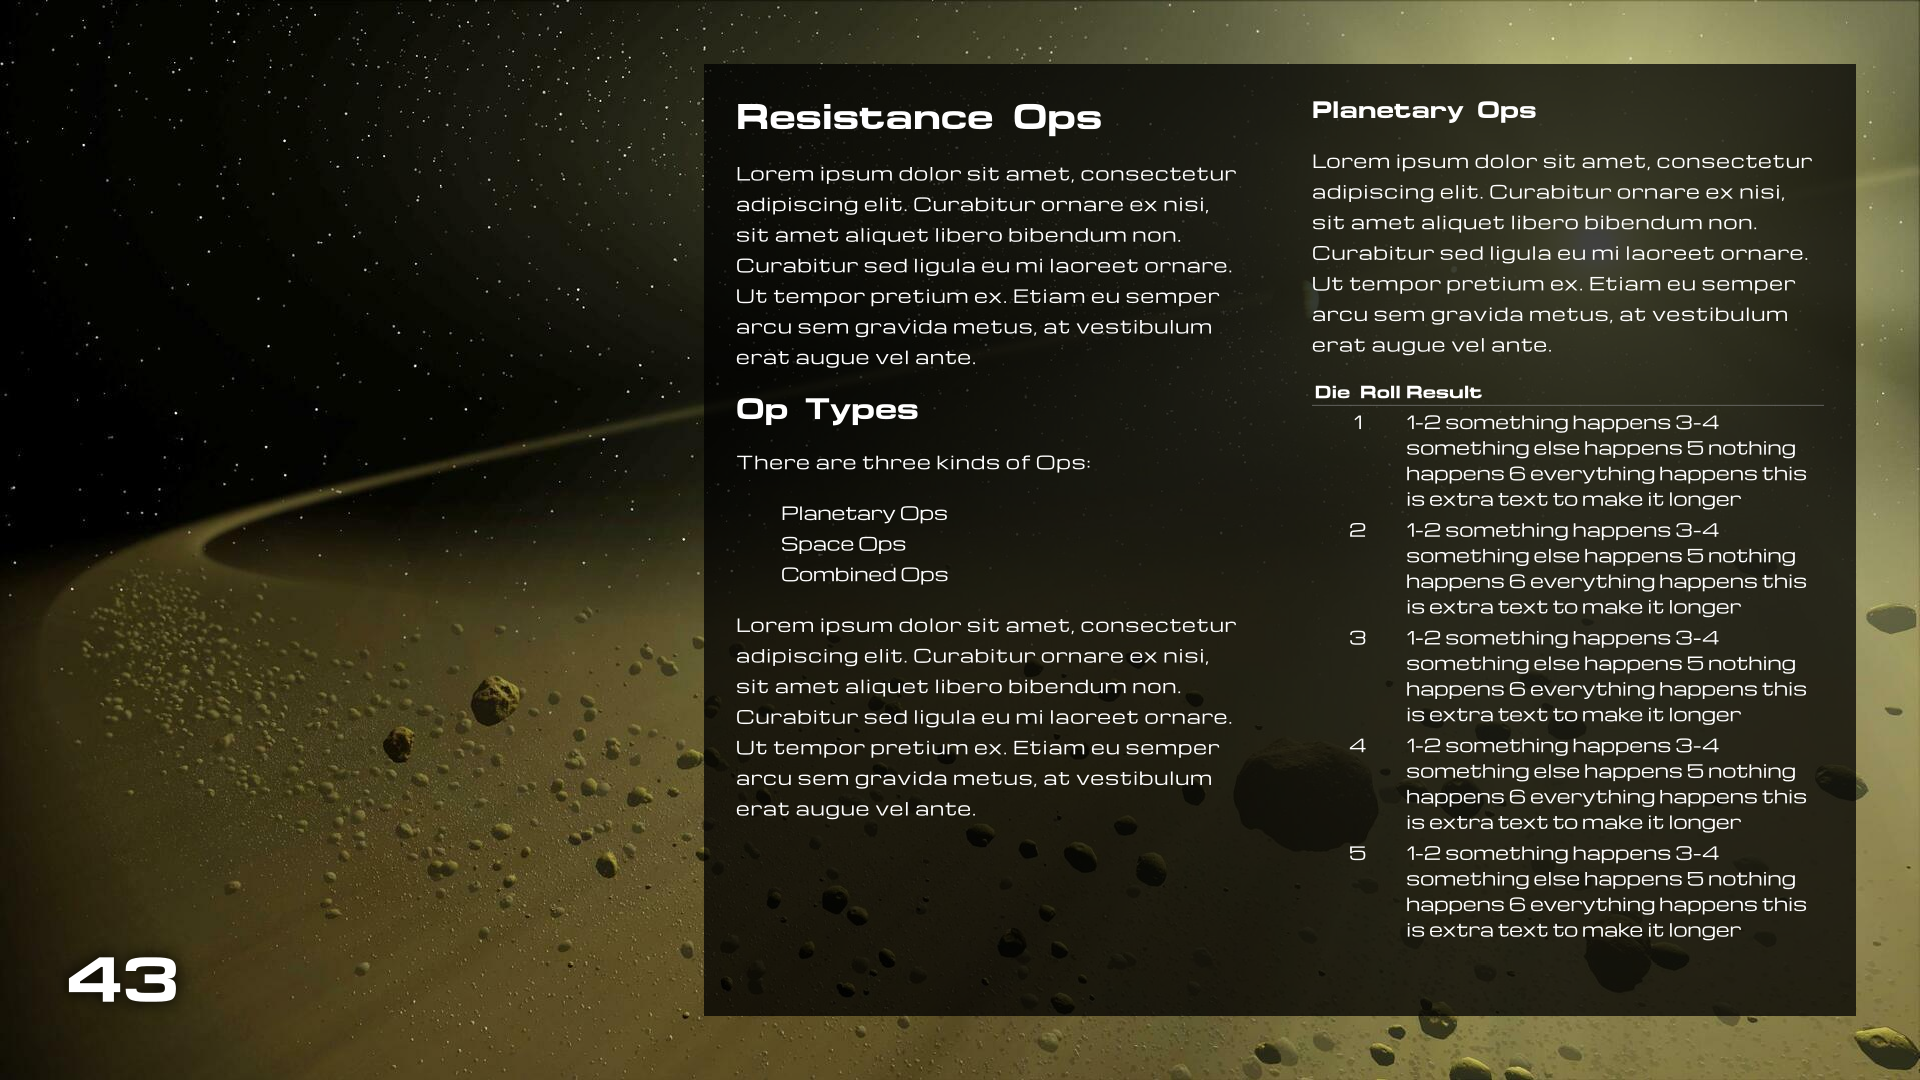 Resistance Ops
Lorem ipsum dolor sit amet, consectetur
adipiscing elit. Curabitur ornare ex nisi,
sit amet aliquet libero bibendum non.
Curabitur sed ligula eu mi laoreet ornare.
Ut tempor pretium ex. Etiam eu semper
arcu sem gravida metus, at vestibulum
erat augue vel ante.
Op Types
There are three kinds of Ops:
Planetary Ops
Space Ops
Combined Ops
Lorem ipsum dolor sit amet, consectetur
adipiscing elit. Curabitur ornare ex nisi,
sit amet aliquet libero bibendum non.
Curabitur sed ligula eu mi laoreet ornare.
Ut tempor pretium ex. Etiam eu semper
arcu sem gravida metus, at vestibulum
erat augue vel ante.
Planetary Ops
Lorem ipsum dolor sit amet, consectetur
adipiscing elit. Curabitur ornare ex nisi,
sit amet aliquet libero bibendum non.
Curabitur sed ligula eu mi laoreet ornare.
Ut tempor pretium ex. Etiam eu semper
arcu sem gravida metus, at vestibulum
erat augue vel ante.
Die Roll Result
1 1-2 something happens 3-4
something else happens 5 nothing
happens 6 everything happens this
is extra text to make it longer
2 1-2 something happens 3-4
something else happens 5 nothing
happens 6 everything happens this
is extra text to make it longer
3 1-2 something happens 3-4
something else happens 5 nothing
happens 6 everything happens this
is extra text to make it longer
4 1-2 something happens 3-4
something else happens 5 nothing
happens 6 everything happens this
is extra text to make it longer
5 1-2 something happens 3-4
something else happens 5 nothing
happens 6 everything happens this
is extra text to make it longer
43